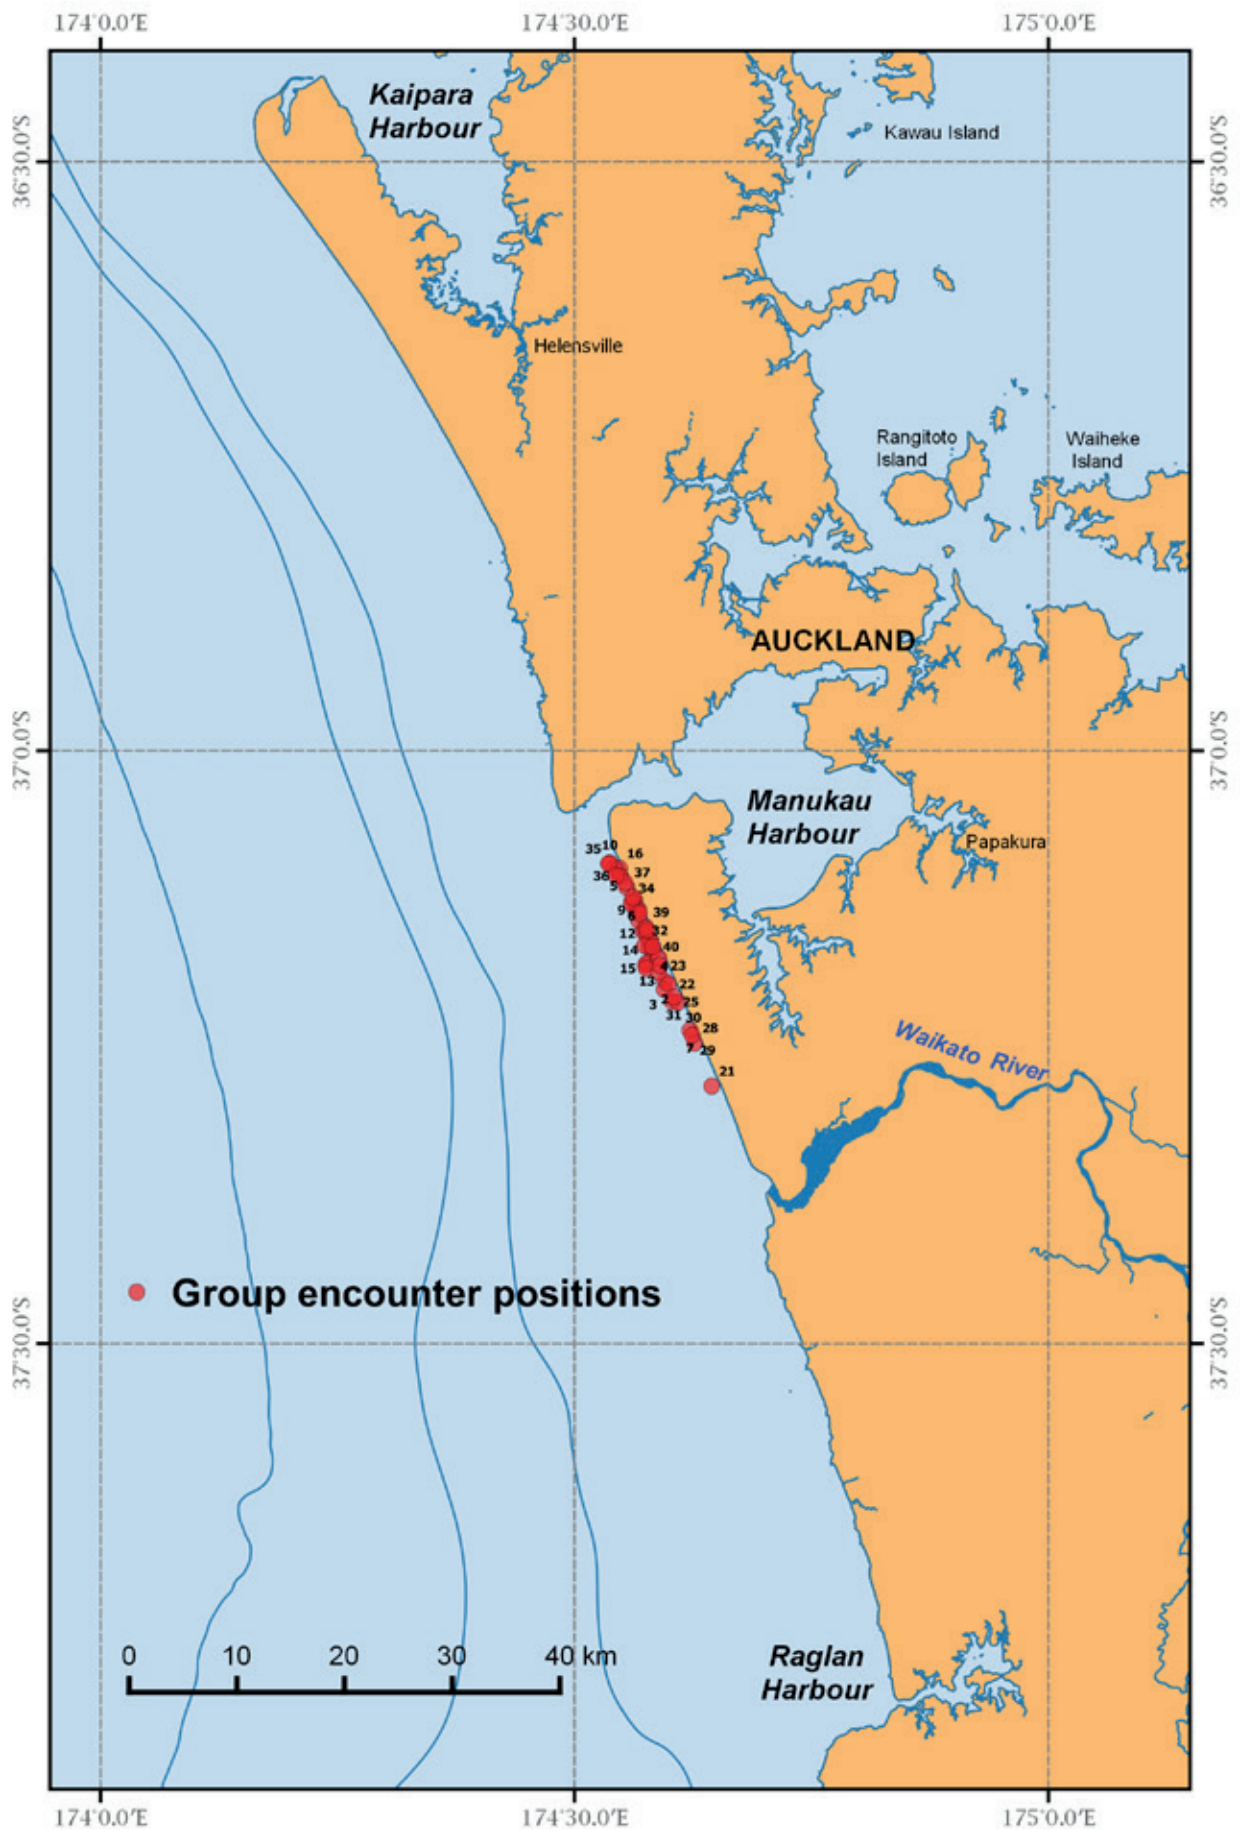 174°0.0'E 174°30.0'E 175°0.0'E
Kaipara
Harbour
Kawau Island
36°30.0'S
36°30.0'S
Helensville
Rangitoto
Island
Waiheke
Island
AUCKLAND
37°0.0'S
37°0.0'S
Manukau
Harbour
Papakura
35 10
16
36
37
5
34
9 6 39
12 32
14 40
15 4 23
13 22
3 2 25
31 30
28
7 29
21
Waikato River
Group encounter positions
37°30.0'S
37°30.0'S
0 10 20 30 40 km
Raglan
Harbour
174°0.0'E 174°30.0'E 175°0.0'E